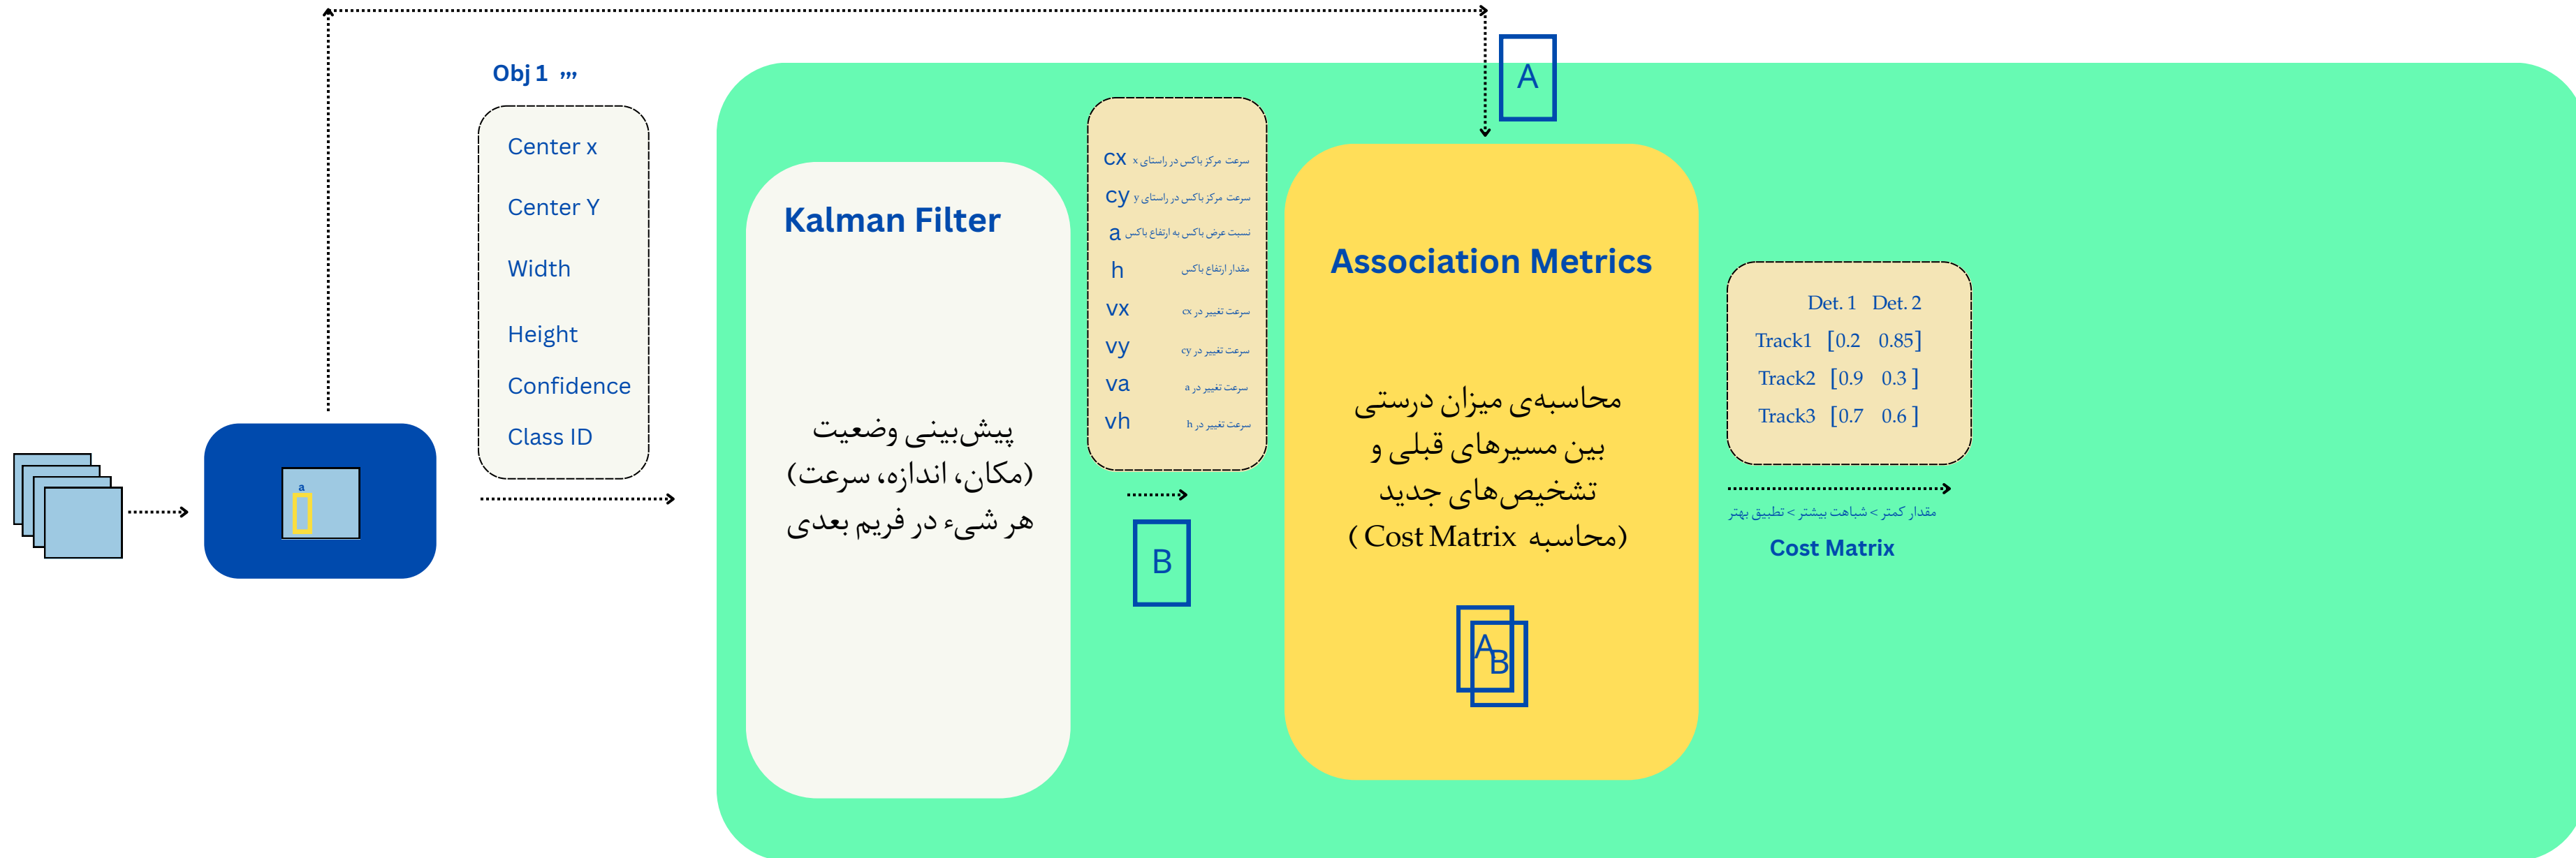 Obj 1 ,,,
Center x
Center Y
Width
Height
Confidence
Class ID
a
Kalman Filter
پیش‌بینی وضعیت
(مکان، اندازه، سرعت)
هر شیء در فریم بعدی
cx سرعت مرکز باکس در راستای x
cy سرعت مرکز باکس در راستای y
a نسبت عرض باکس به ارتفاع باکس
h مقدار ارتفاع باکس
vx سرعت تغییر در cx
vy سرعت تغییر در cy
va سرعت تغییر در a
vh سرعت تغییر در h
B
A
Association Metrics
محاسبه‌ی میزان درستی
بین مسیرهای قبلی و
تشخیص‌های جدید
(محاسبه Cost Matrix )
A
B
Det. 1 Det. 2
Track1 [0.2 0.85]
Track2 [0.9 0.3 ]
Track3 [0.7 0.6 ]
مقدار کمتر > شباهت بیشتر > تطبیق بهتر
Cost Matrix